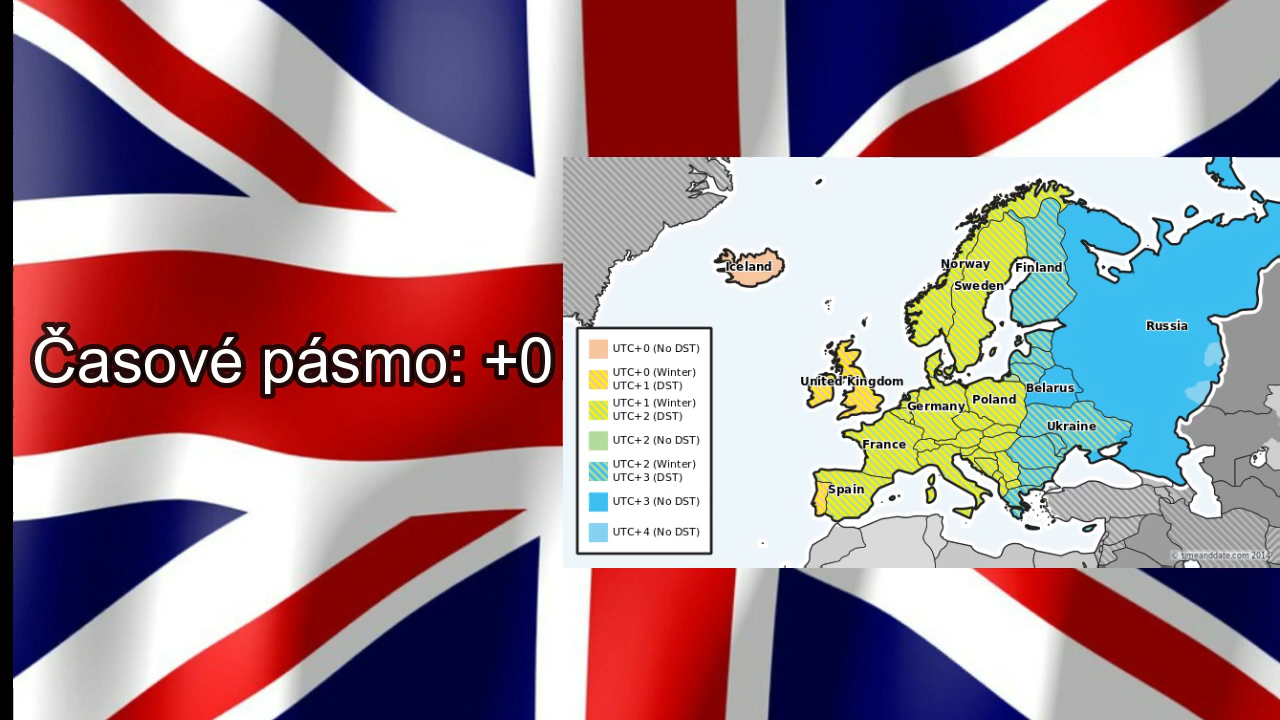 Časové pásmo: +0
Iceland
Norway
Sweden
Finland
Russia
United Kingdom
Belarus
Germany
Poland
Ukraine
France
Spain
UTC+0 (No DST)
UTC+0 (Winter)
UTC+1 (DST)
UTC+1 (Winter)
UTC+2 (DST)
UTC+2 (No DST)
UTC+2 (Winter)
UTC+3 (DST)
UTC+3 (No DST)
UTC+4 (No DST)
© timeanddate.com 2014